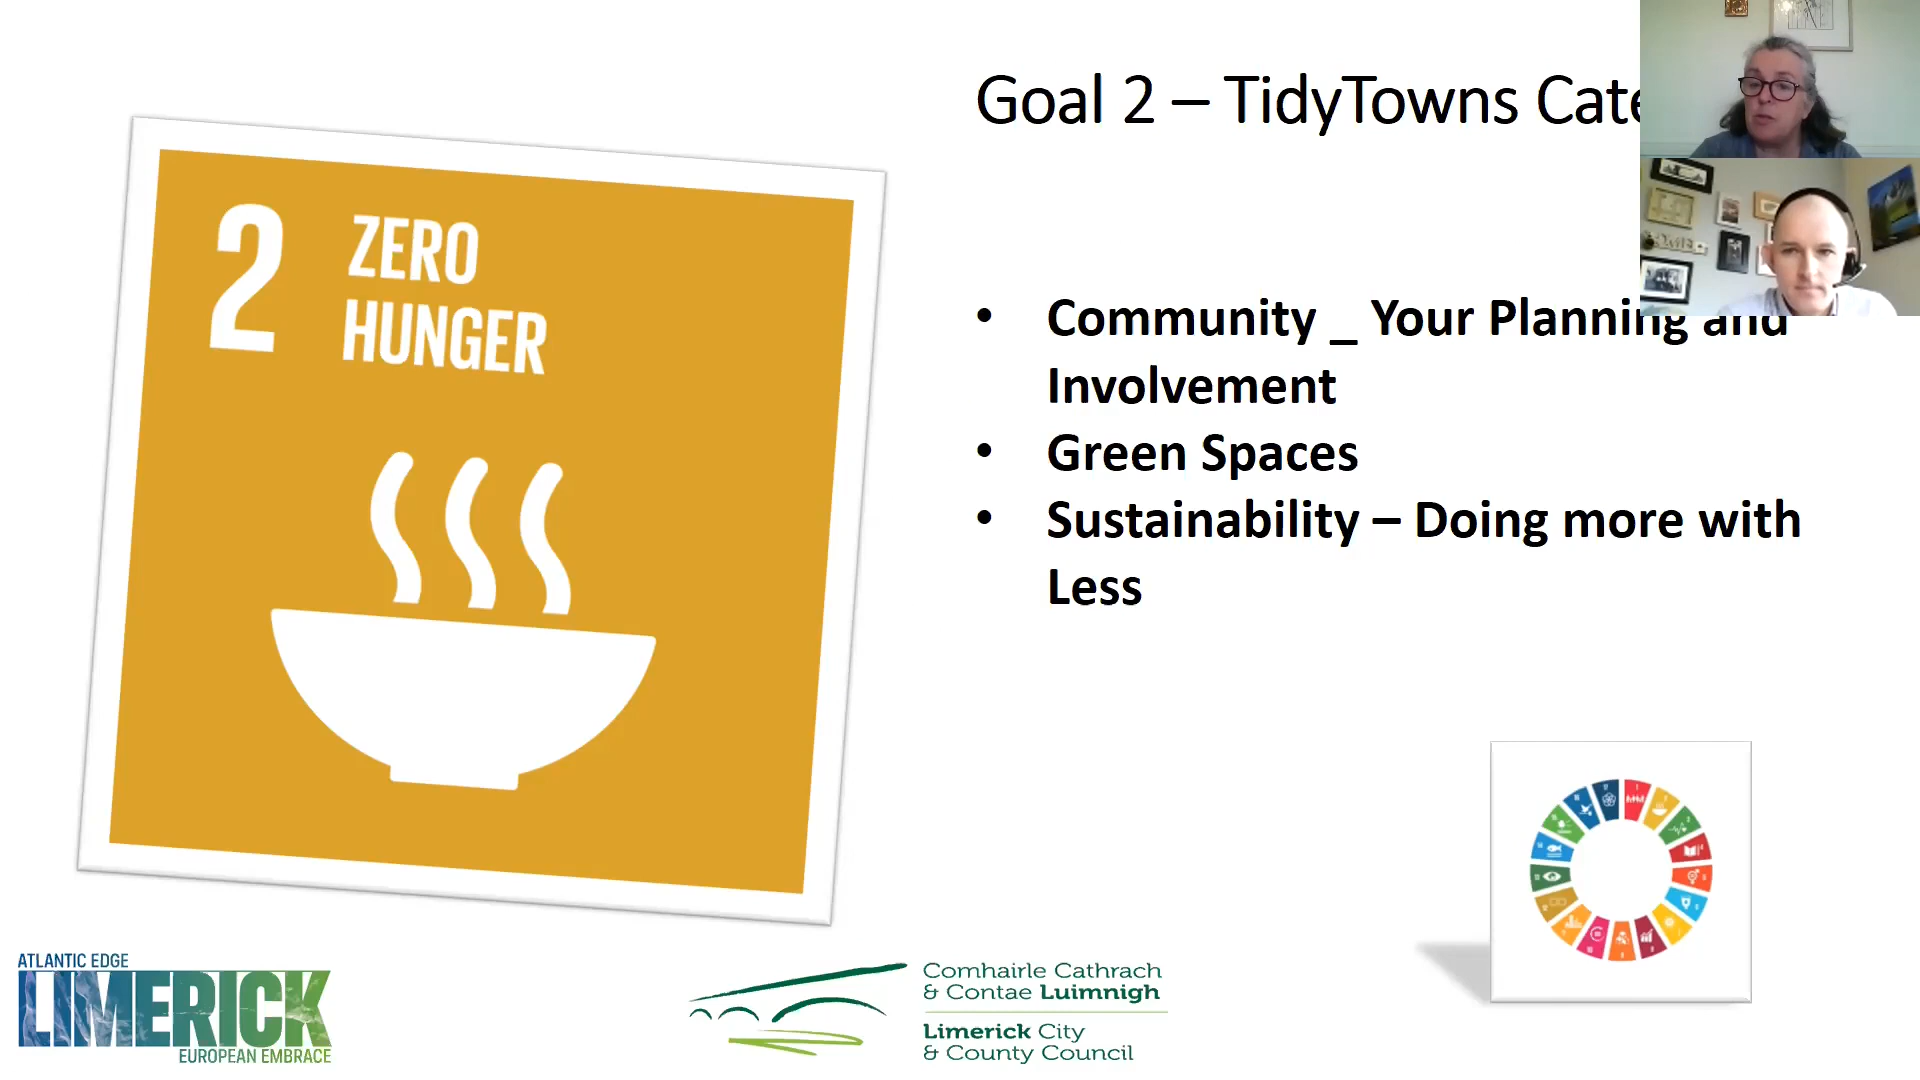 Goal 2 – TidyTowns Cate
2 ZERO
HUNGER
• Community _ Your Planning and
Involvement
• Green Spaces
• Sustainability – Doing more with
Less
ATLANTIC EDGE
LIMERICK
EUROPEAN EMBRACE
Comhairle Cathrach
& Contae Luimnigh
Limerick City
& County Council